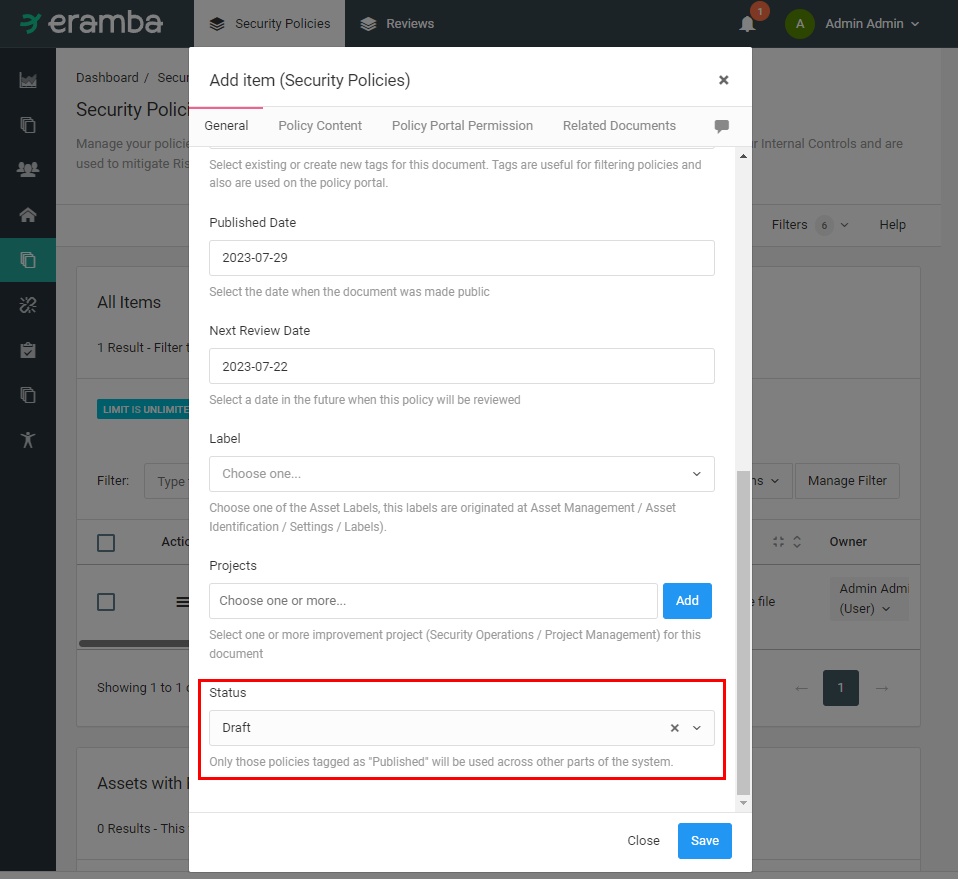 eramba
Security Policies
Reviews
1
A
Admin Admin
Dashboard / Secur
Security Polici
Manage your policie
r Internal Controls and are
used to mitigate Ris
Filters 6
Help
All Items
1 Result - Filter t
LIMIT IS UNLIMITE
Filter:
Type
ns
Manage Filter
Actio
Owner
e file
Admin Admi
(User)
Showing 1 to 1 o
←
1
→
Assets with
0 Results - This
Add item (Security Policies)
×
General
Policy Content
Policy Portal Permission
Related Documents
Select existing or create new tags for this document. Tags are useful for filtering policies and
also are used on the policy portal.
Published Date
2023-07-29
Select the date when the document was made public
Next Review Date
2023-07-22
Select a date in the future when this policy will be reviewed
Label
Choose one...
Choose one of the Asset Labels, this labels are originated at Asset Management / Asset
Identification / Settings / Labels).
Projects
Choose one or more...
Add
Select one or more improvement project (Security Operations / Project Management) for this
document
Status
Draft
×
Only those policies tagged as "Published" will be used across other parts of the system.
Close
Save